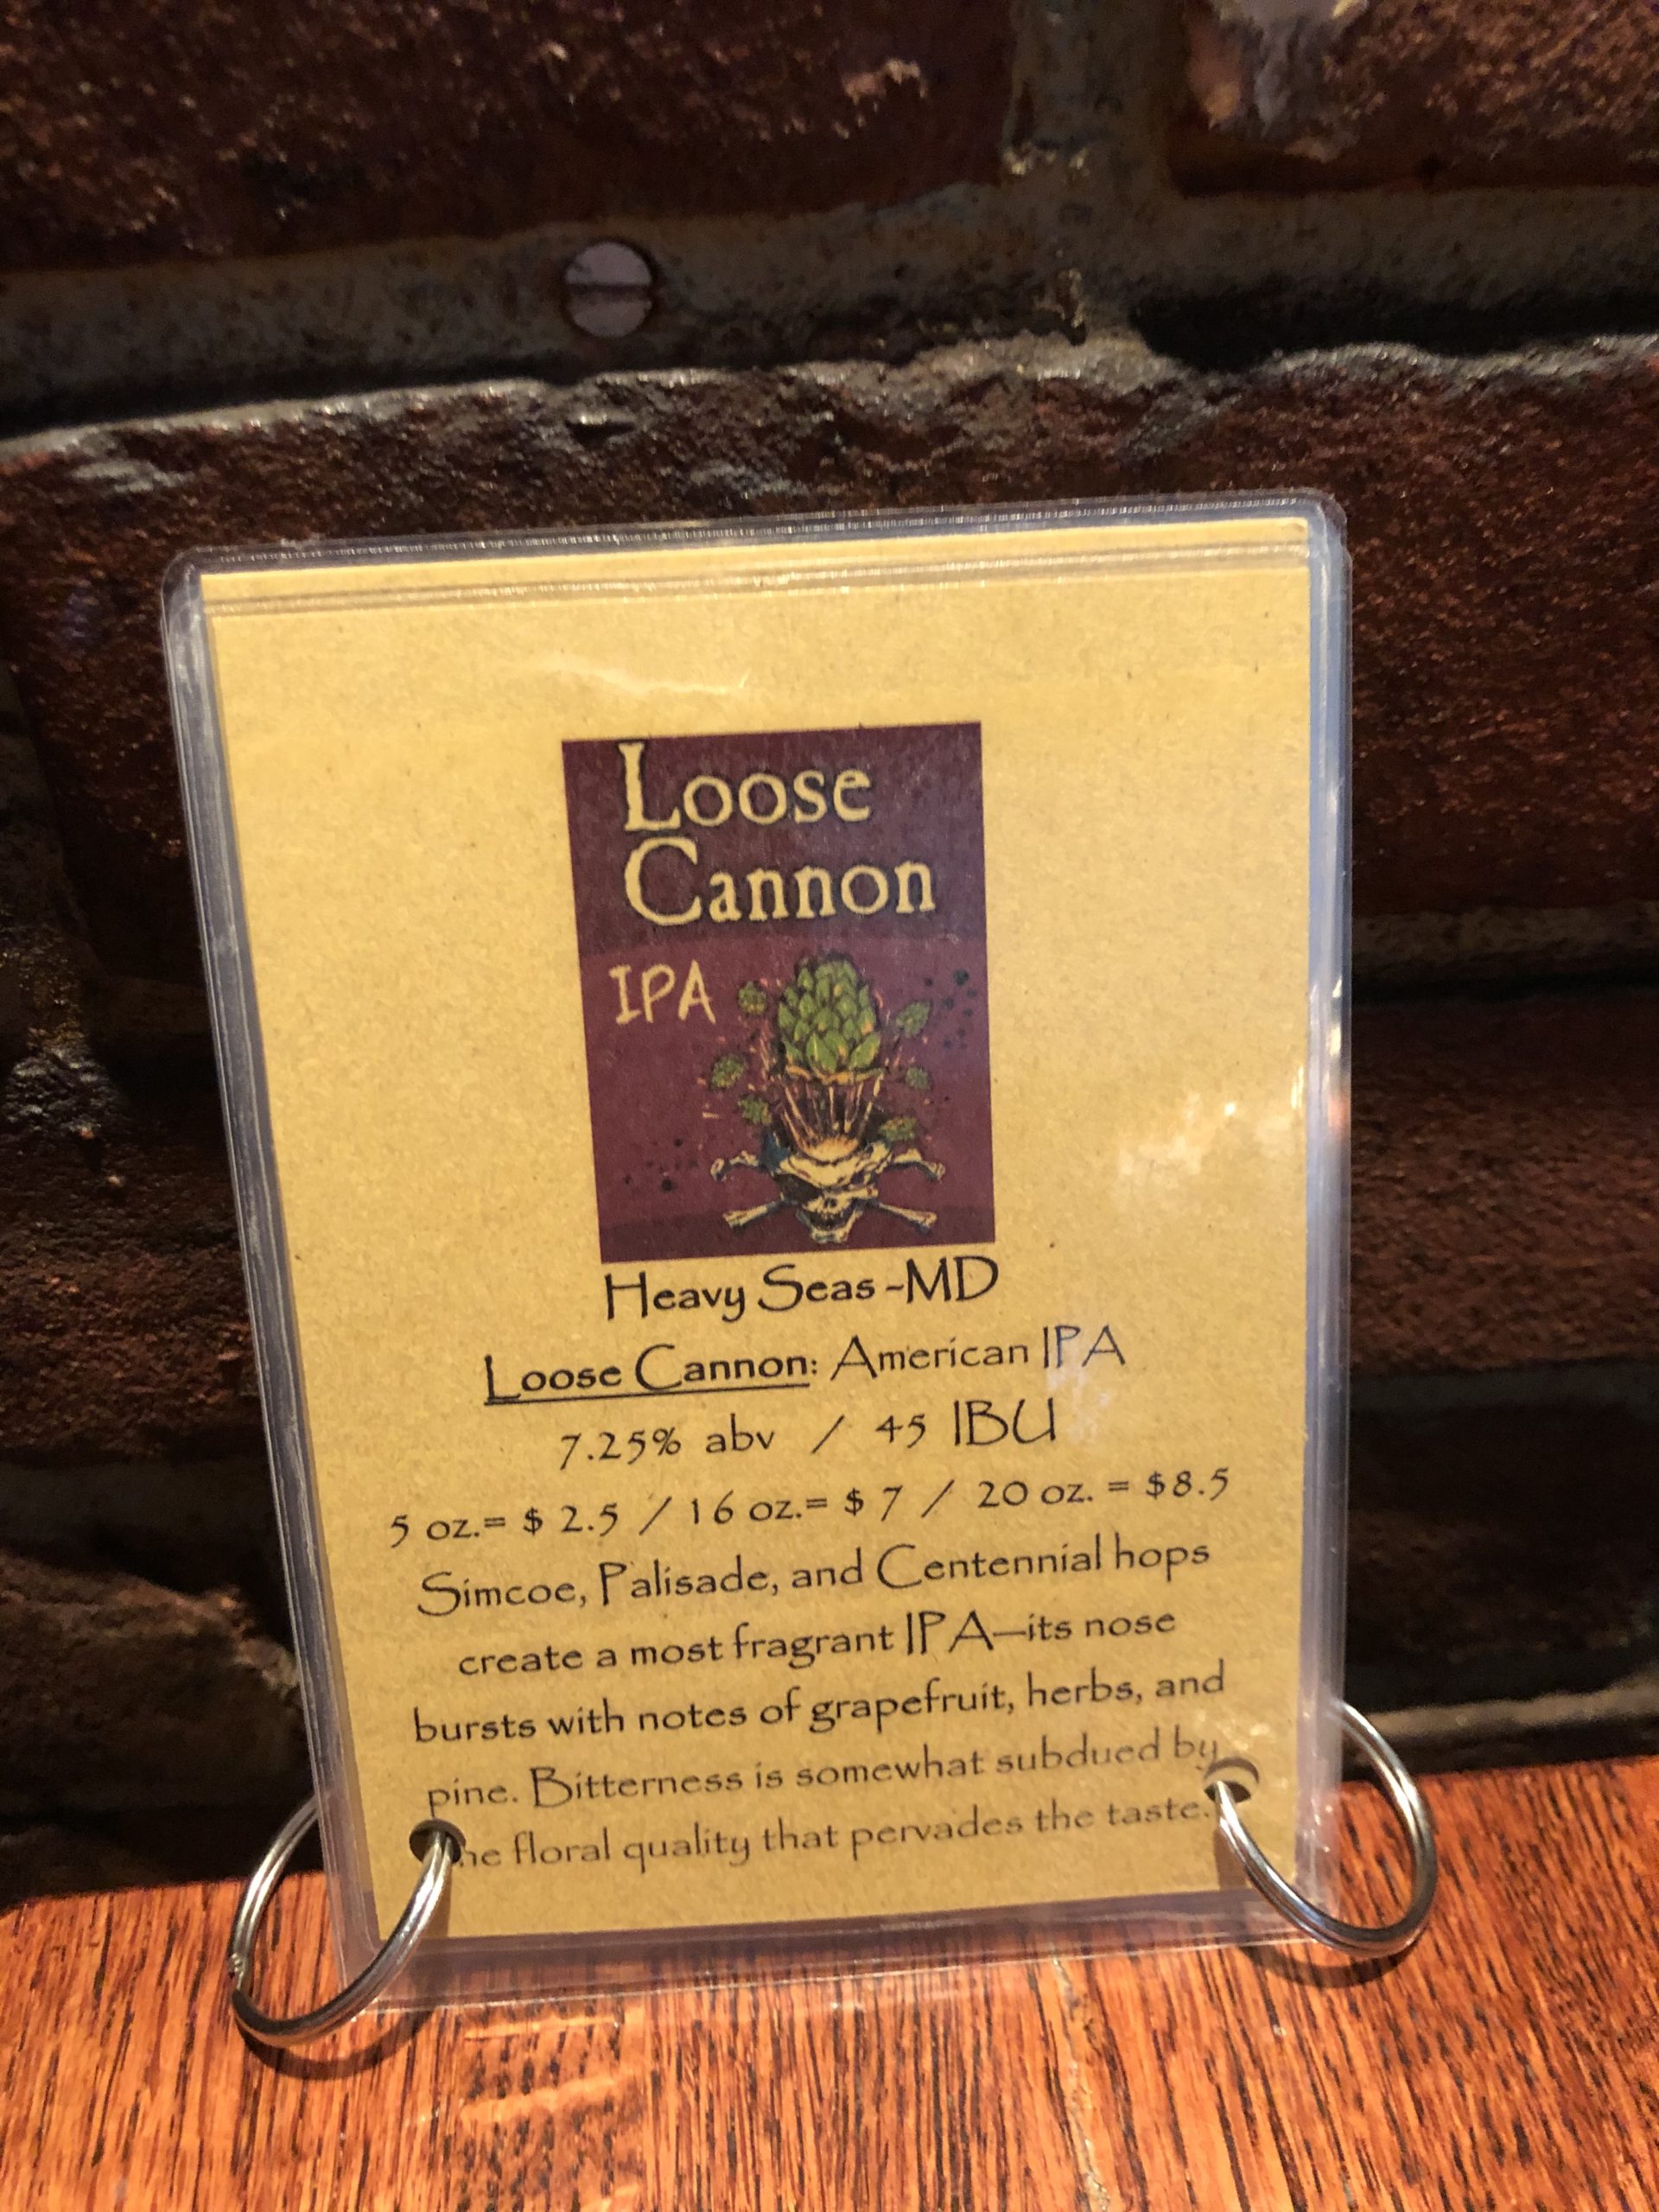 Loose
Cannon
IPA
Heavy Seas -MD
Loose Cannon: American IPA
7.25% abv / 45 IBU
5 oz.= $ 2.5 / 16 oz.= $ 7 / 20 oz. = $8.5
Simcoe, Palisade, and Centennial hops
create a most fragrant IPA—its nose
bursts with notes of grapefruit, herbs, and
pine. Bitterness is somewhat subdued by
he floral quality that pervades the taste.